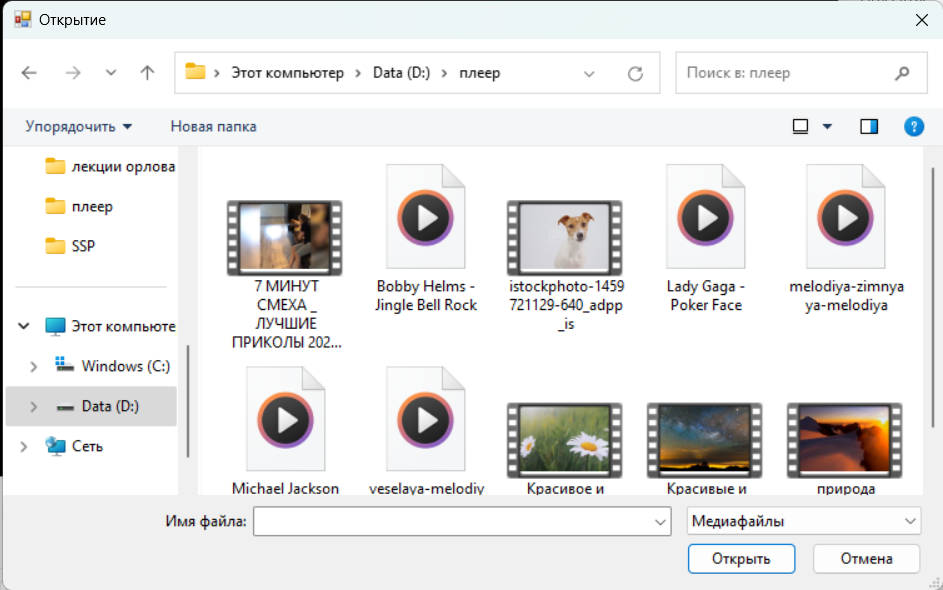 Открытие
Этот компьютер > Data (D:) > плеер
Поиск в: плеер
Упорядочить
Новая папка
?
лекции орлова
плеер
SSP
Этот компьюте
Windows (C:)
Data (D:)
Сеть
7 МИНУТ
СМЕХА _
ЛУЧШИЕ
ПРИКОЛЫ 202...
Bobby Helms -
Jingle Bell Rock
istockphoto-1459
721129-640_adpp
_is
Lady Gaga -
Poker Face
melodiya-zimnya
ya-melodiya
Michael Jackson
veselaya-melodiy
Красивое и
Красивые и
природа
Имя файла:
Медиафайлы
Открыть
Отмена